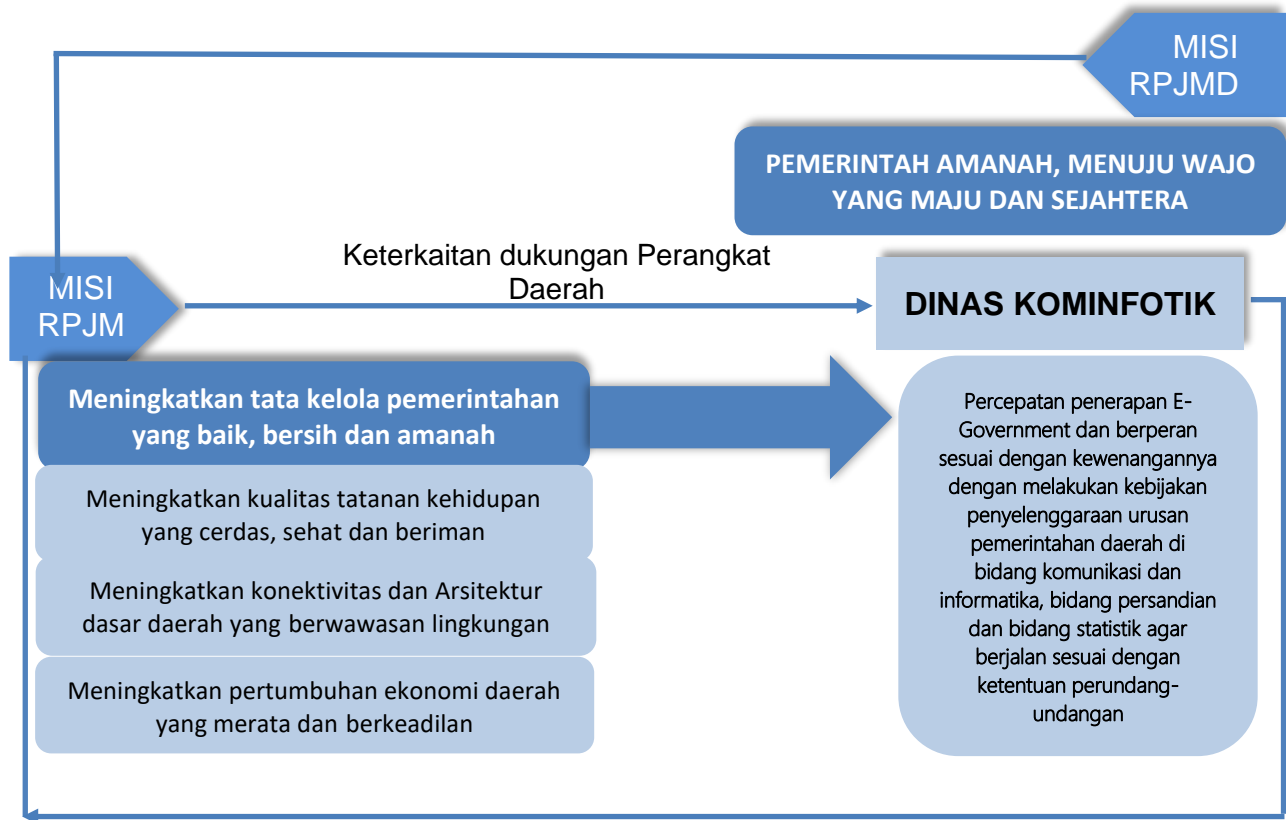 MISI
RPJMD
PEMERINTAH AMANAH, MENUJU WAJO
YANG MAJU DAN SEJAHTERA
Keterkaitan dukungan Perangkat
Daerah
MISI
RPJM
DINAS KOMINFOTIK
Meningkatkan tata kelola pemerintahan
yang baik, bersih dan amanah
Meningkatkan kualitas tatanan kehidupan
yang cerdas, sehat dan beriman
Meningkatkan konektivitas dan Arsitektur
dasar daerah yang berwawasan lingkungan
Meningkatkan pertumbuhan ekonomi daerah
yang merata dan berkeadilan
Percepatan penerapan E-
Government dan berperan
sesuai dengan kewenangannya
dengan melakukan kebijakan
penyelenggaraan urusan
pemerintahan daerah di
bidang komunikasi dan
informatika, bidang persandian
dan bidang statistik agar
berjalan sesuai dengan
ketentuan perundang-
undangan